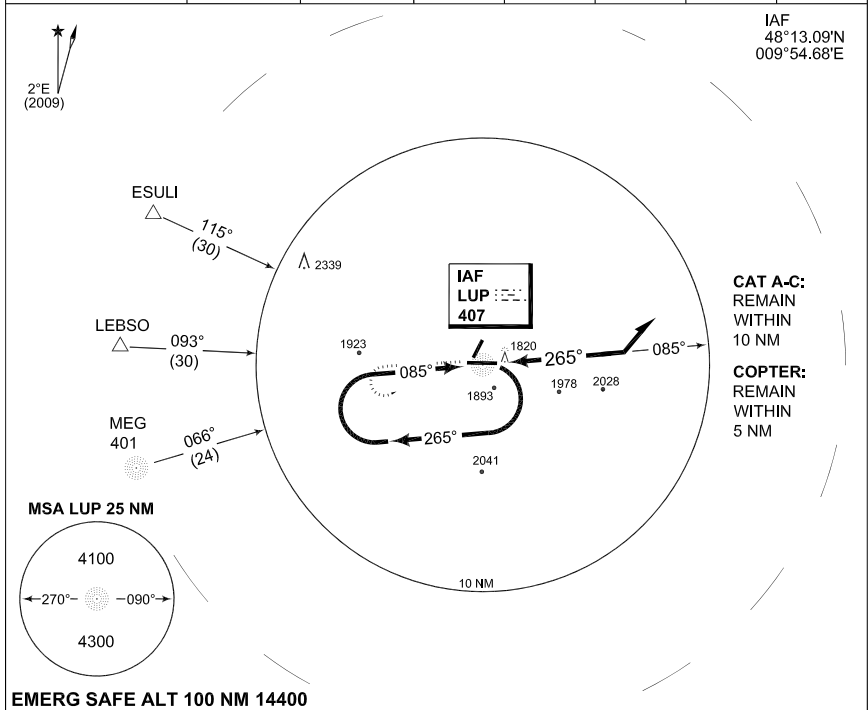 IAF
48°13.09'N
009°54.68'E
2°E
(2009)
ESULI
115°
(30)
2339
IAF
LUP
407
CAT A-C:
REMAIN
WITHIN
10 NM
LEBSO
093°
(30)
1923
1820
085°
265°
085°
COPTER:
REMAIN
WITHIN
5 NM
1893
1978
2028
MEG
401
066°
(24)
265°
2041
MSA LUP 25 NM
4100
270°
090°
4300
10 NM
EMERG SAFE ALT 100 NM 14400